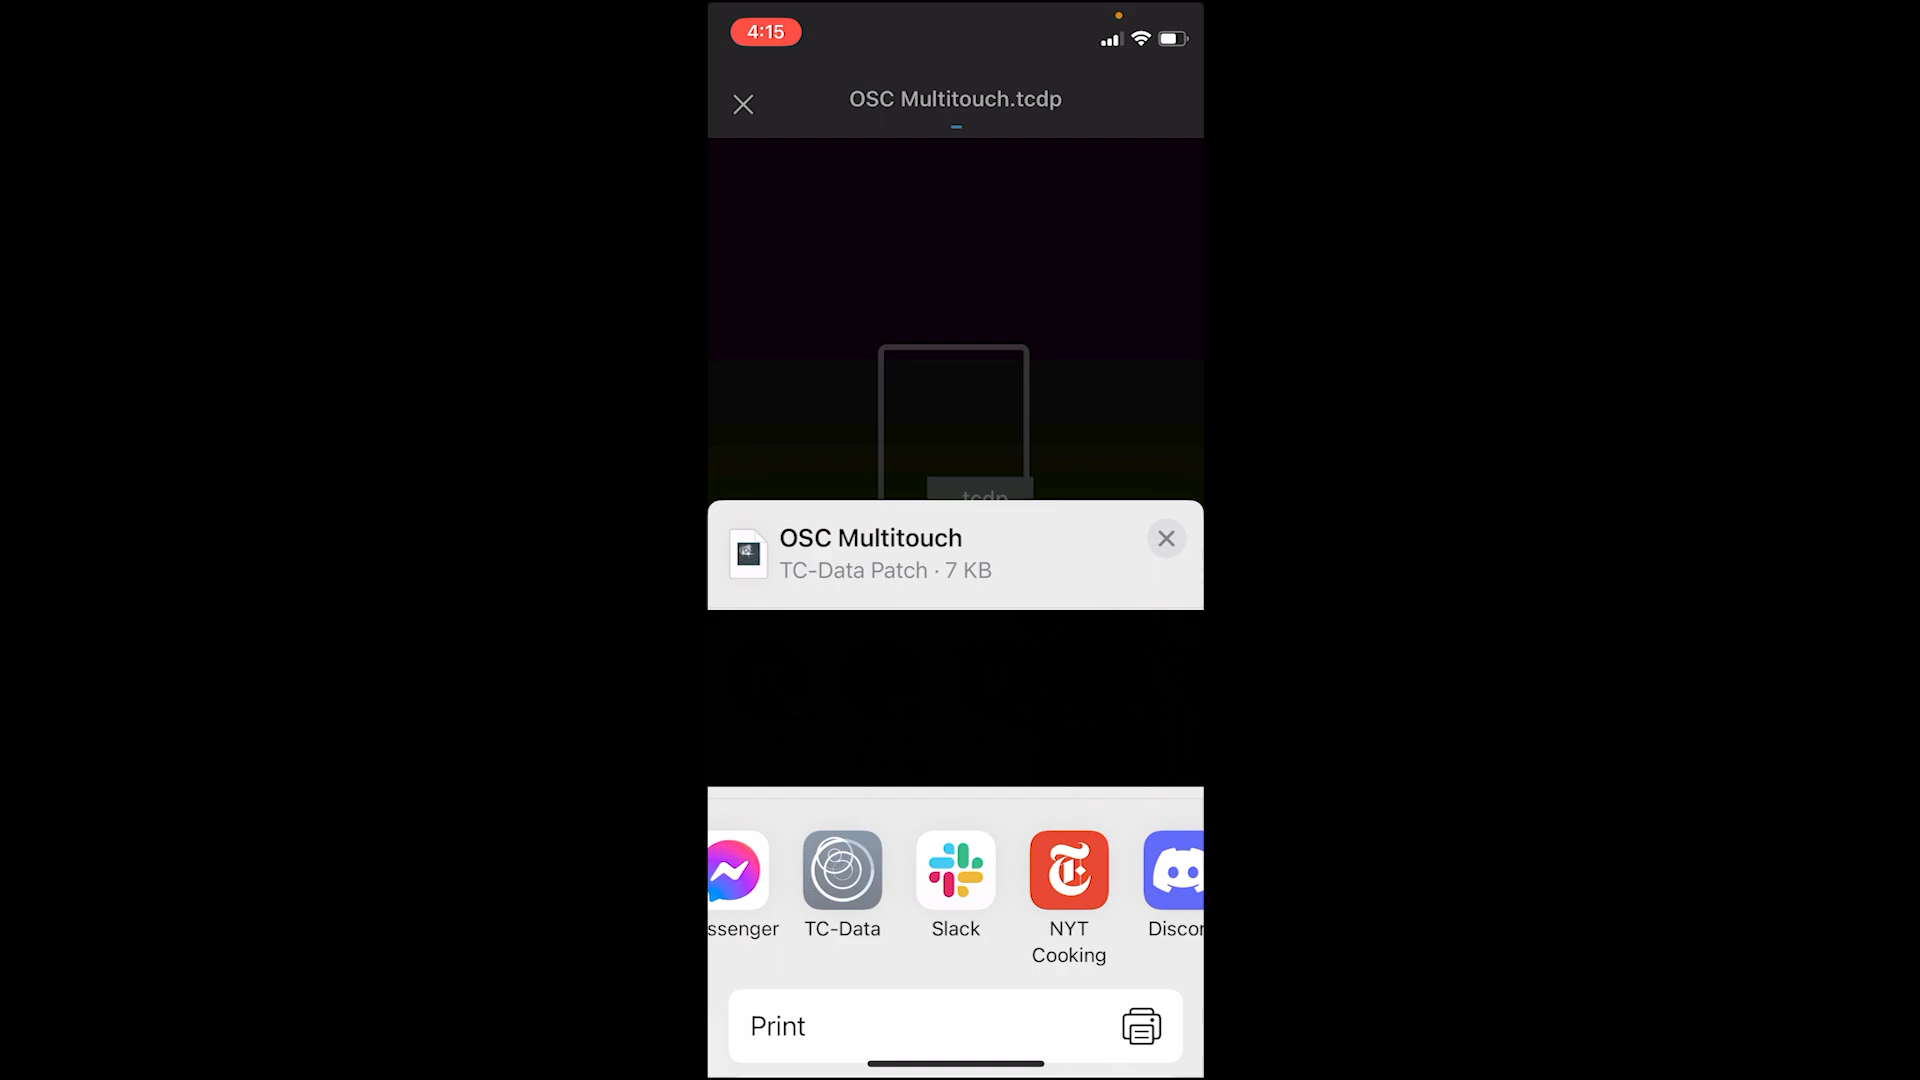 4:15
OSC Multitouch.tcdp
tcdp
OSC Multitouch
TC-Data Patch · 7 KB
ssenger
TC-Data
Slack
NYT
Cooking
Discor
Print